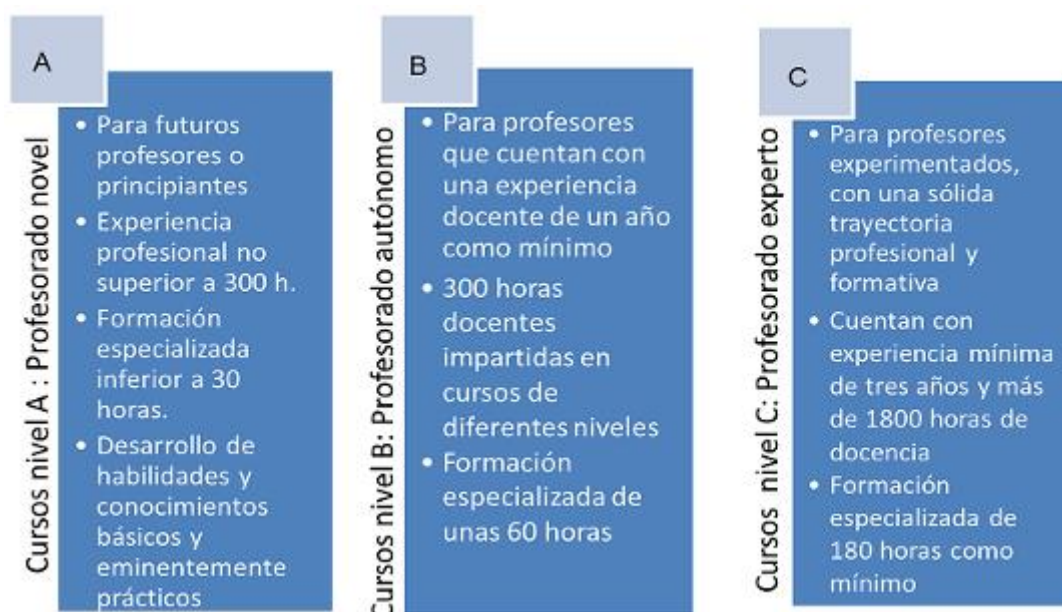 A
Cursos nivel A : Profesorado novel
• Para futuros
profesores o
principiantes
• Experiencia
profesional no
superior a 300 h.
• Formación
especializada
inferior a 30
horas.
• Desarrollo de
habilidades y
conocimientos
básicos y
eminentemente
prácticos
B
Cursos nivel B: Profesorado autónomo
• Para profesores
que cuentan con
una experiencia
docente de un año
como mínimo
• 300 horas
docentes
impartidas en
cursos de
diferentes niveles
• Formación
especializada de
unas 60 horas
C
Cursos nivel C: Profesorado experto
• Para profesores
experimentados,
con una sólida
trayectoria
profesional y
formativa
• Cuentan con
experiencia mínima
de tres años y más
de 1800 horas de
docencia
• Formación
especializada de
180 horas como
mínimo